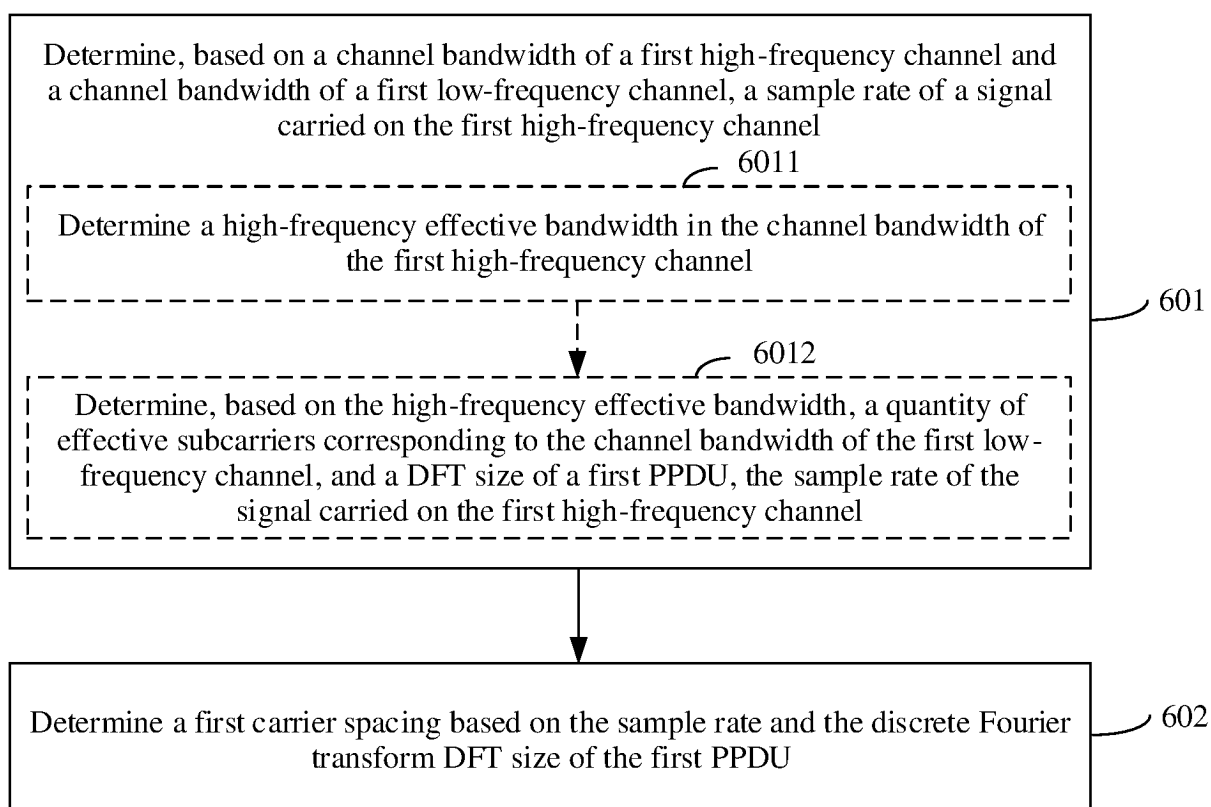 Determine, based on a channel bandwidth of a first high-frequency channel and
a channel bandwidth of a first low-frequency channel, a sample rate of a signal
carried on the first high-frequency channel
6011
Determine a high-frequency effective bandwidth in the channel bandwidth of
the first high-frequency channel
601
6012
Determine, based on the high-frequency effective bandwidth, a quantity of
effective subcarriers corresponding to the channel bandwidth of the first low-
frequency channel, and a DFT size of a first PPDU, the sample rate of the
signal carried on the first high-frequency channel
Determine a first carrier spacing based on the sample rate and the discrete Fourier
transform DFT size of the first PPDU
602